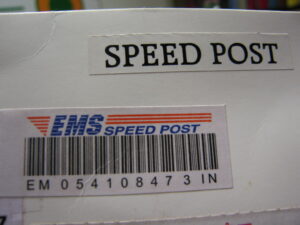 SPEED POST
EMS SPEED POST
EM 054108473 IN